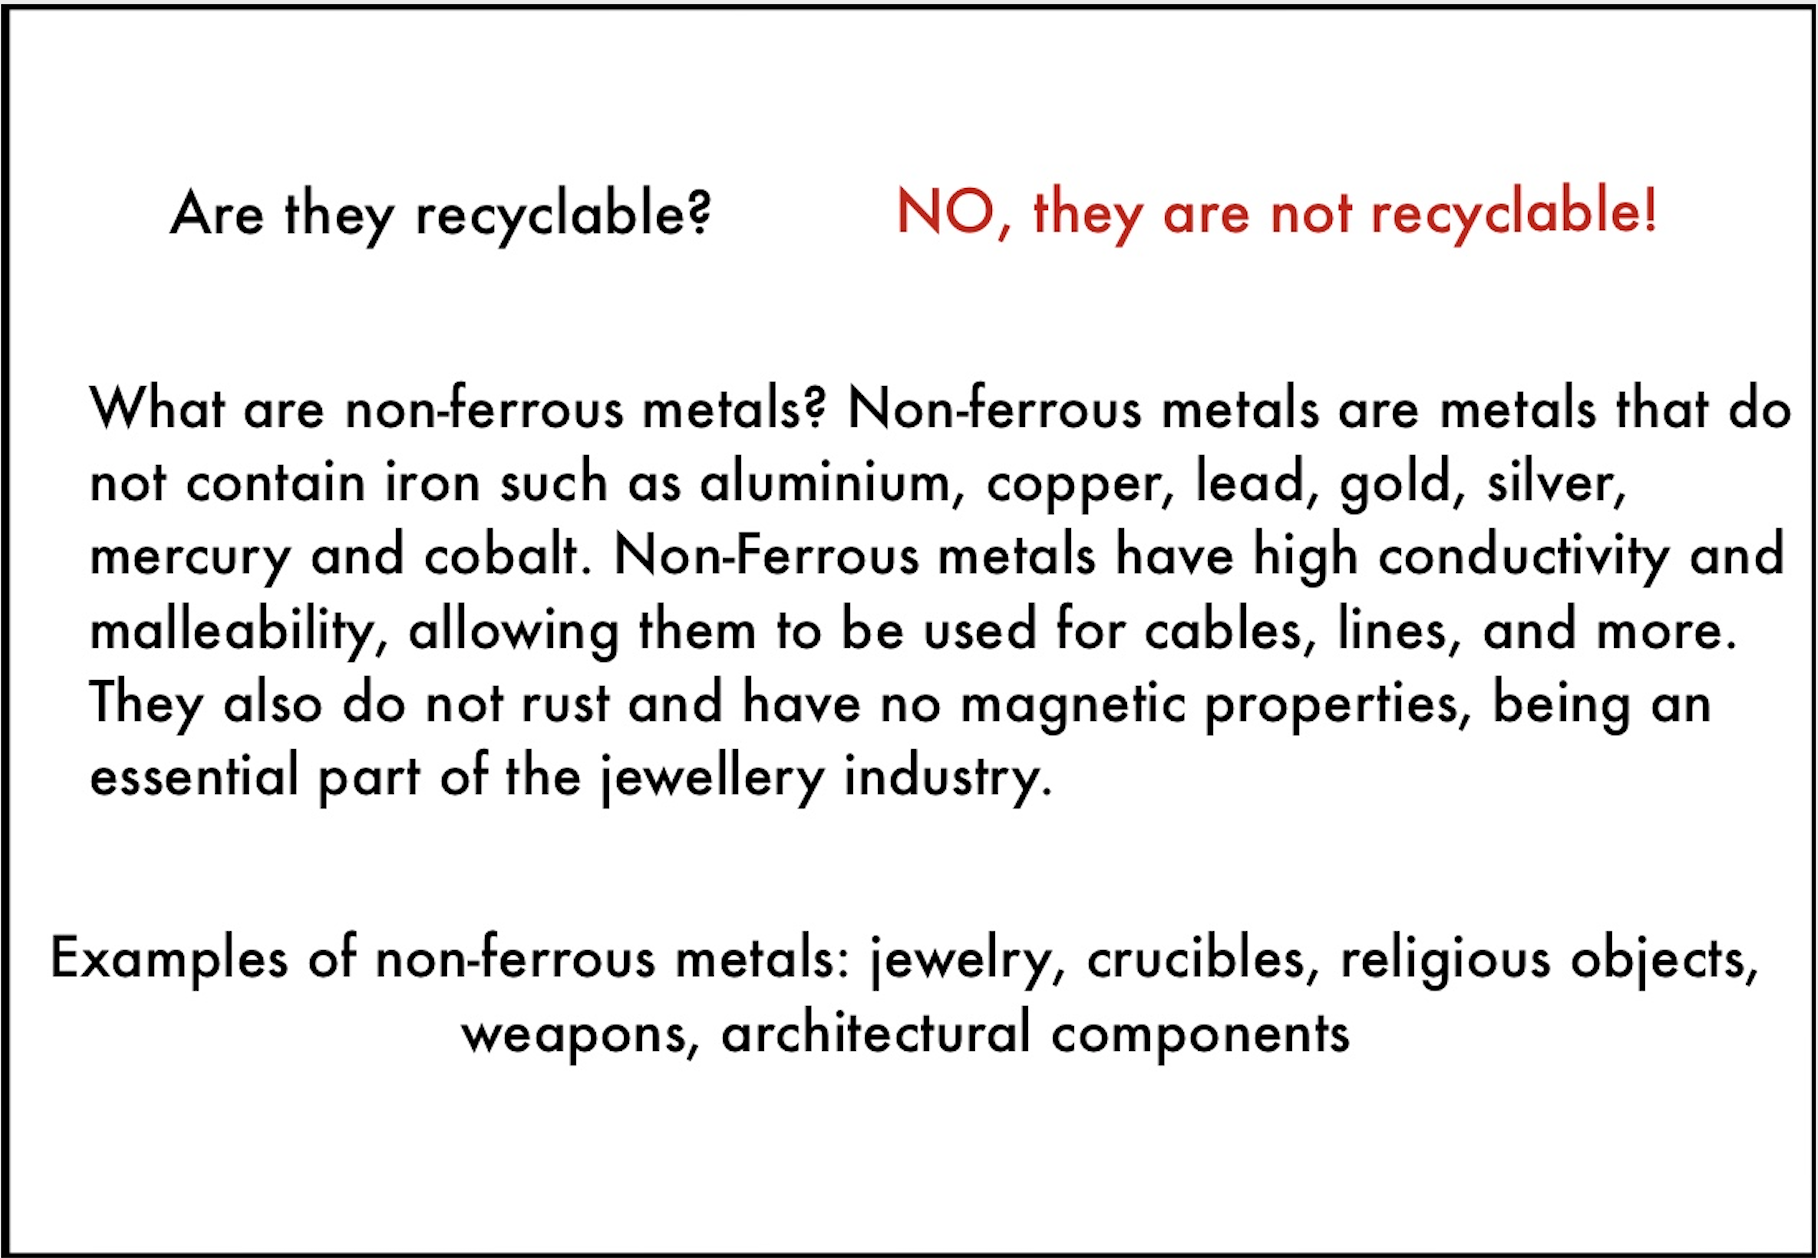 Are they recyclable?
NO, they are not recyclable!
What are non-ferrous metals? Non-ferrous metals are metals that do
not contain iron such as aluminium, copper, lead, gold, silver,
mercury and cobalt. Non-Ferrous metals have high conductivity and
malleability, allowing them to be used for cables, lines, and more.
They also do not rust and have no magnetic properties, being an
essential part of the jewellery industry.
Examples of non-ferrous metals: jewelry, crucibles, religious objects,
weapons, architectural components